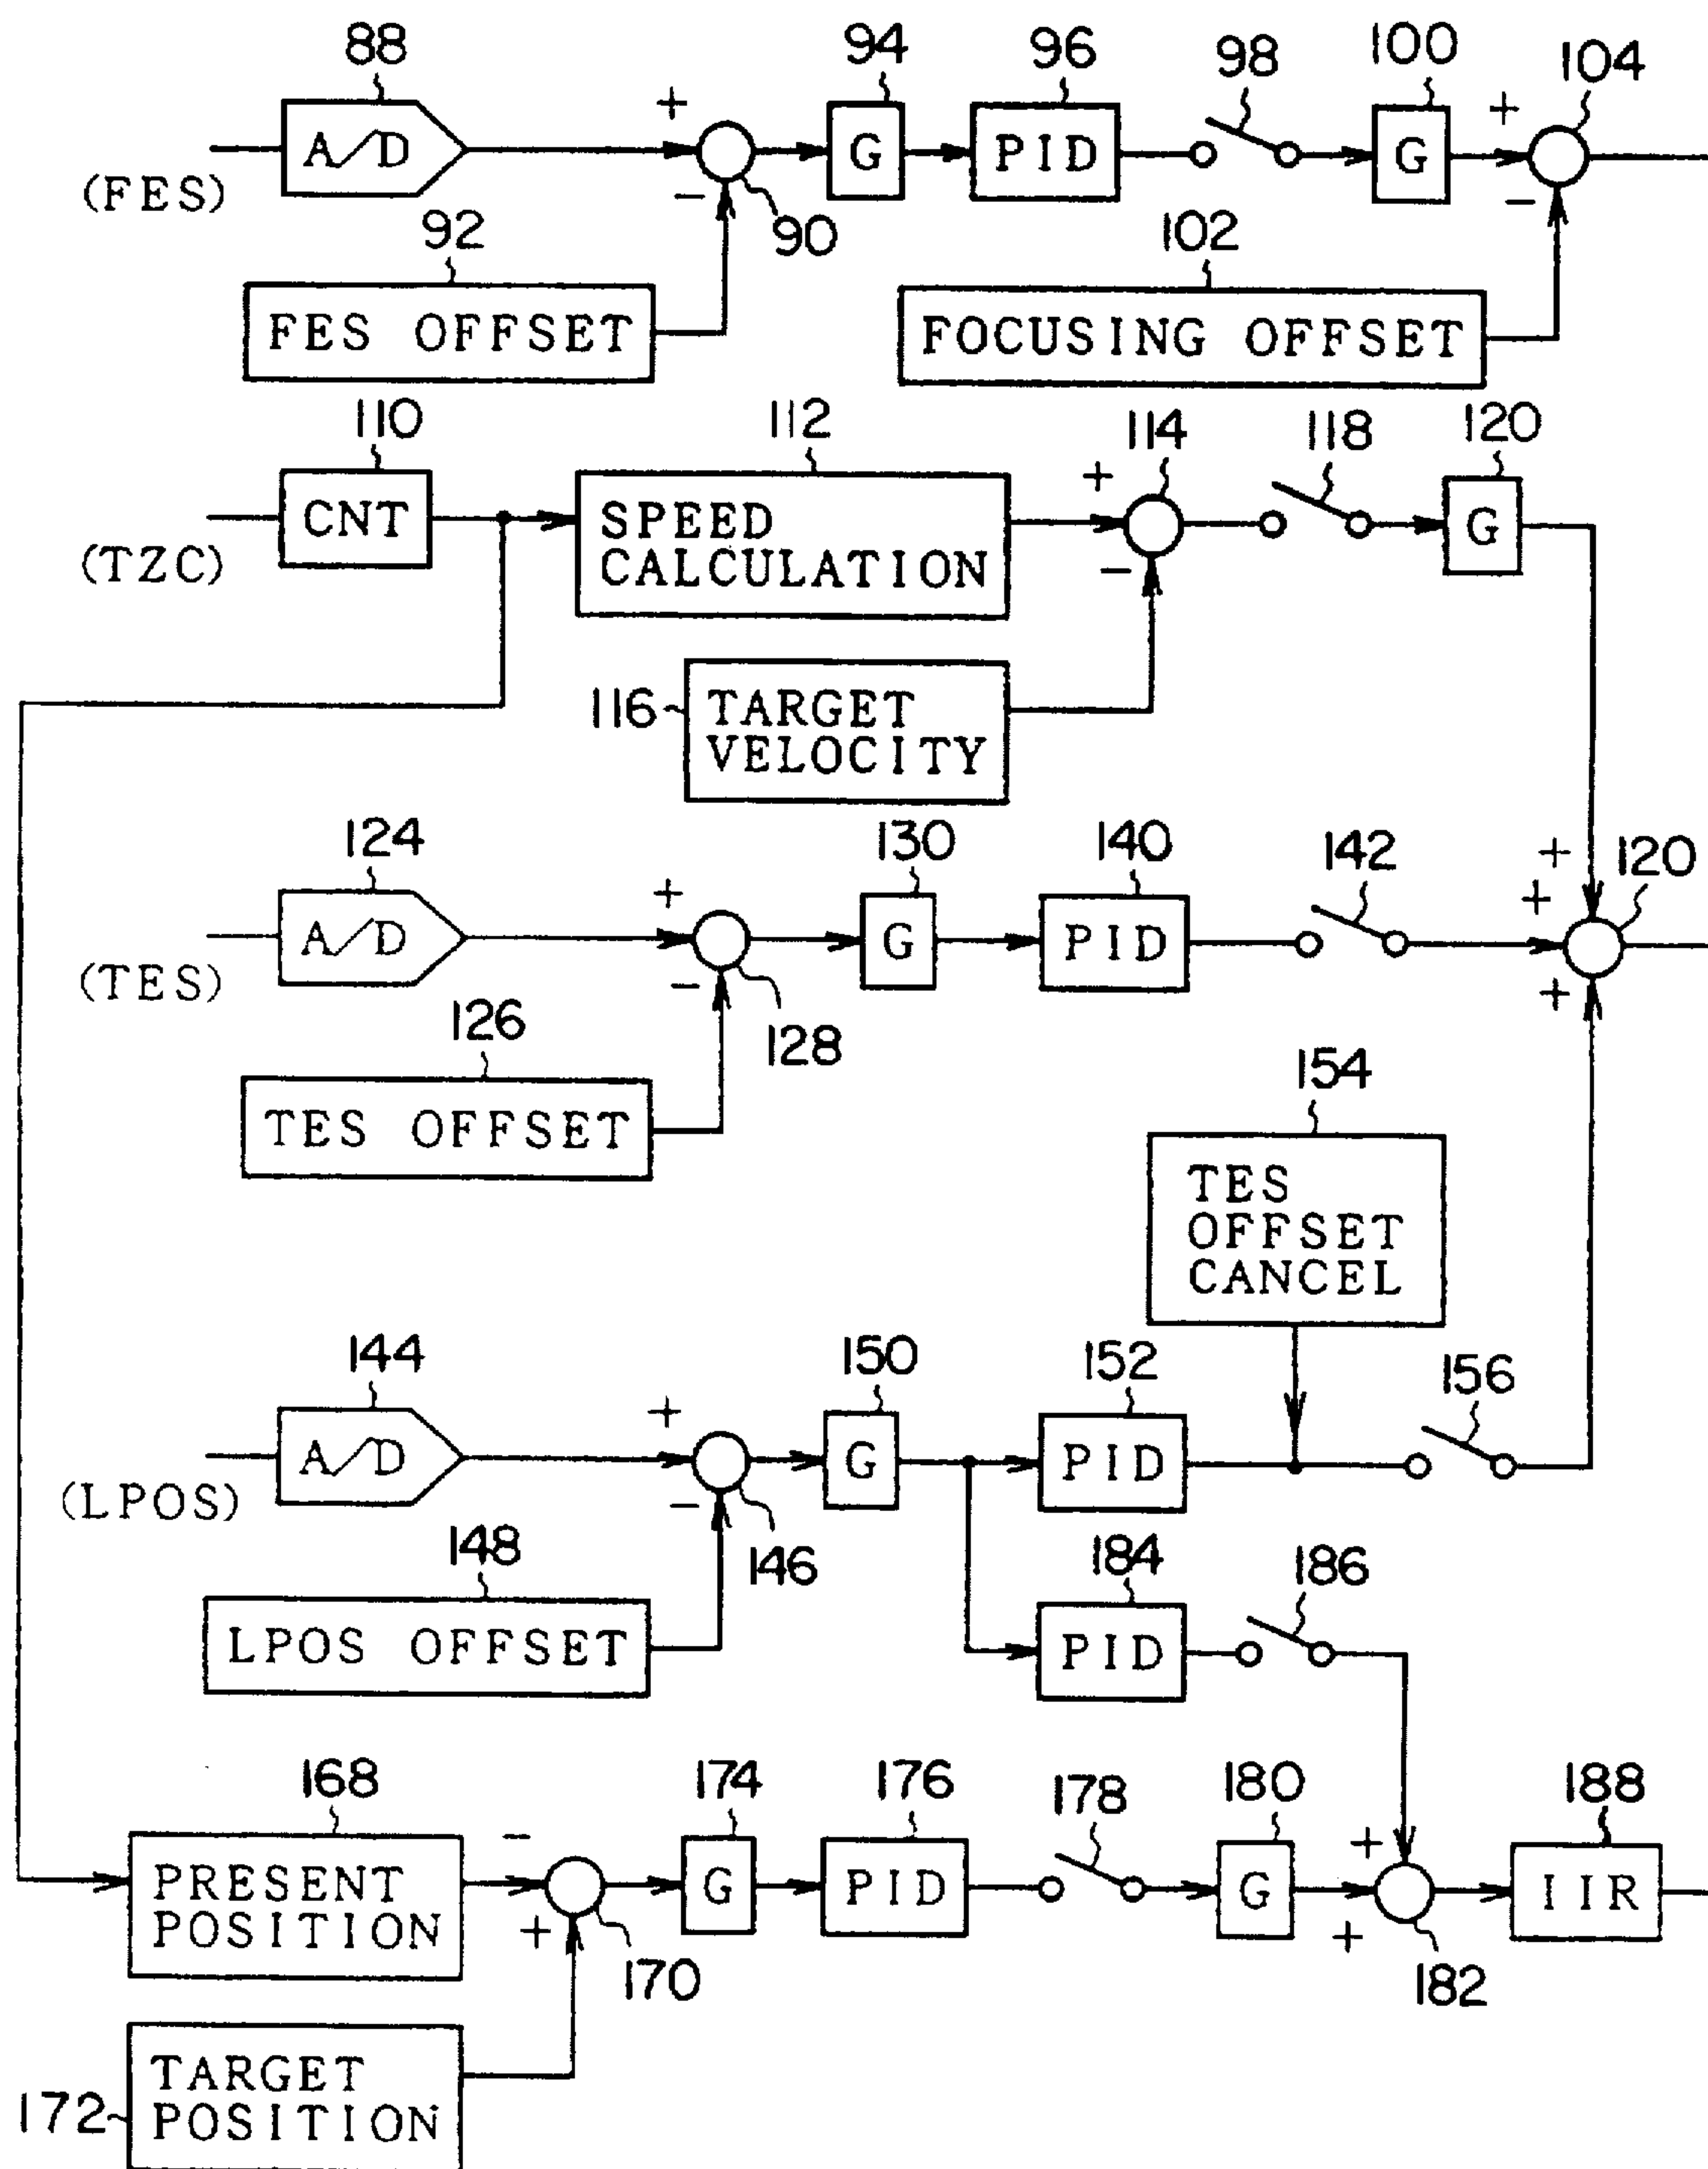 88
94
96
98
100
104
+
A/D
G
PID
G
+
(FES)
−
90
−
92
102
FES OFFSET
FOCUSING OFFSET
110
112
114
118
120
CNT
SPEED
CALCULATION
+
G
(TZC)
−
116
TARGET
VELOCITY
124
130
140
142
+
120
A/D
+
G
PID
+
(TES)
−
+
126
128
154
TES OFFSET
TES
OFFSET
CANCEL
144
150
152
156
A/D
+
G
PID
(LPOS)
−
148
146
184
186
LPOS OFFSET
PID
168
174
176
178
180
188
PRESENT
POSITION
−
+
G
PID
G
+
+
IIR
170
182
172
TARGET
POSITION